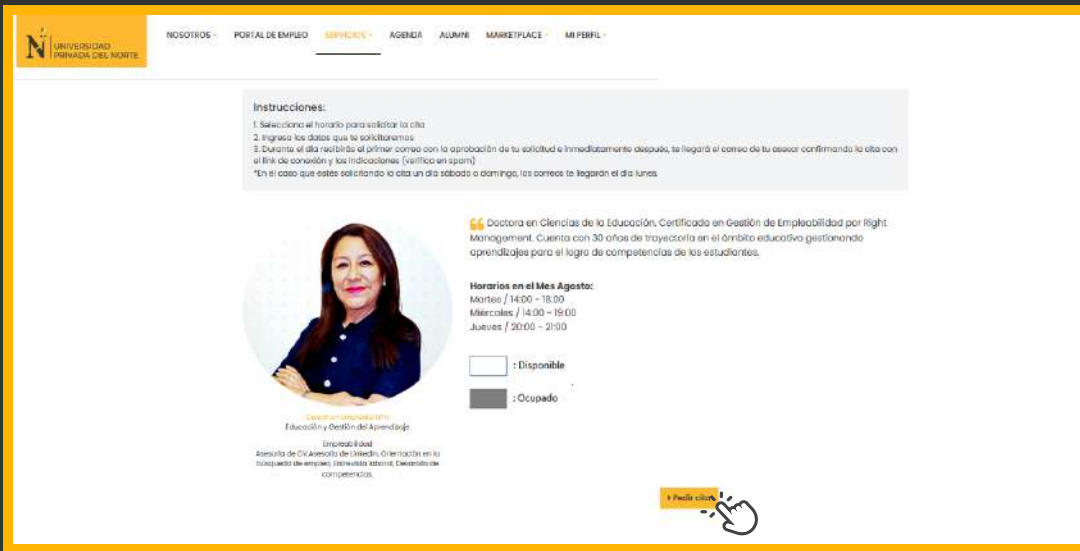 UNIVERSIDAD
PRIVADA DEL NORTE
NOSOTROS PORTAL DE EMPLEO SERVICIOS AGENDA ALUMNI MARKETPLACE MI PERFIL
Instrucciones:
1. Selecciona el horario para solicitar la cita
2. Ingresa los datos que te solicitaremos
3. Durante el día recibirás el primer correo con la aprobación de tu solicitud e inmediatamente después, te llegará el correo de tu asesor confirmando la cita con
el link de conexión y las indicaciones (verifica en spam)
*En el caso que estés solicitando la cita un día sábado o domingo, los correos te llegarán el día lunes.
Doctora en Ciencias de la Educación. Certificada en Gestión de Empleabilidad por Right
Management. Cuenta con 30 años de trayectoria en el ámbito educativo gestionando
aprendizajes para el logro de competencias de los estudiantes.
Horarios en el Mes Agosto:
Martes / 14:00 - 18:00
Miércoles / 14:00 - 19:00
Jueves / 20:00 - 21:00
: Disponible
: Ocupado
Educación y Gestión del Aprendizaje
Empleabilidad
Asesoría de CV, Asesoría de Linkedin, Orientación en la
búsqueda de empleo, Entrevista laboral, Desarrollo de
competencias.
Pedir cita